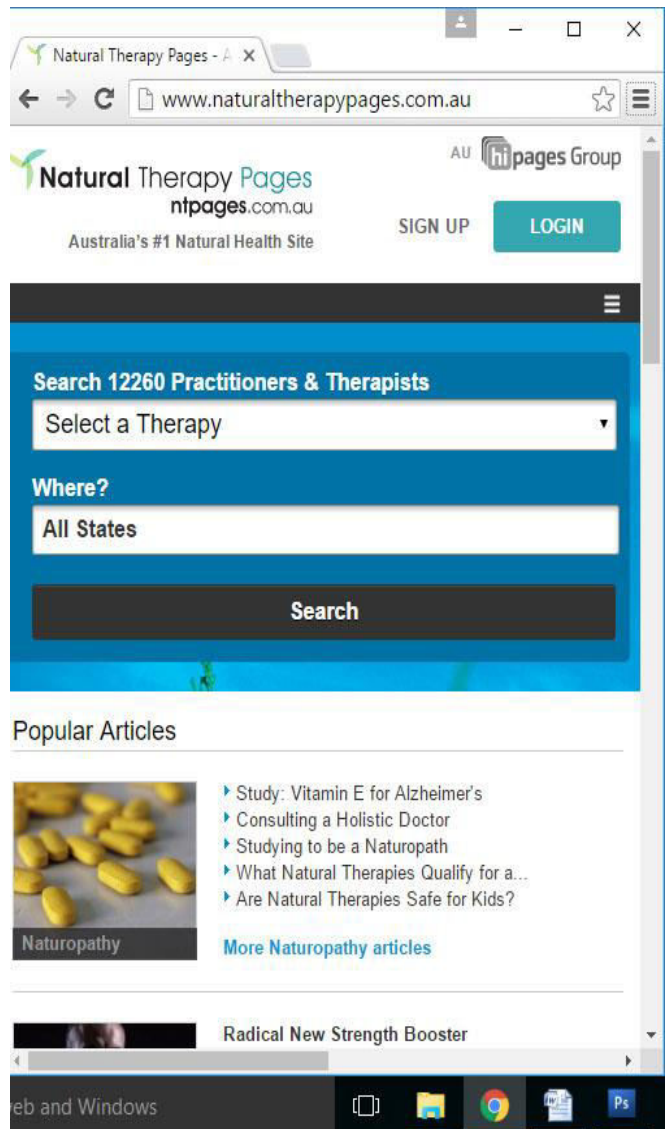 Natural Therapy Pages - A
www.naturaltherapypages.com.au
AU hipages Group
Natural Therapy Pages
ntpages.com.au
Australia's #1 Natural Health Site
SIGN UP
LOGIN
Search 12260 Practitioners & Therapists
Select a Therapy
Where?
All States
Search
Popular Articles
Study: Vitamin E for Alzheimer's
Consulting a Holistic Doctor
Studying to be a Naturopath
What Natural Therapies Qualify for a...
Are Natural Therapies Safe for Kids?
Naturopathy
More Naturopathy articles
Radical New Strength Booster
and Windows
Ps